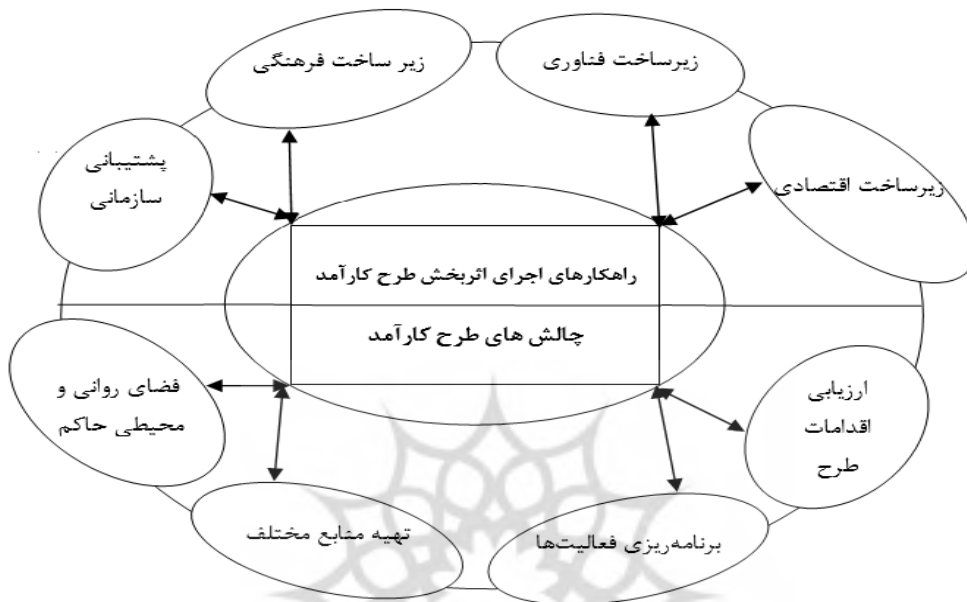 زیرساخت فناوری
زیر ساخت فرهنگی
زیرساخت اقتصادی
پشتیبانی
سازمانی
راهکارهای اجرای اثربخش طرح کارآمد
چالش های طرح کارآمد
ارزیابی
اقدامات
طرح
فضای روانی و
محیطی حاکم
برنامه‌ریزی فعالیت‌ها
تهیه منابع مختلف